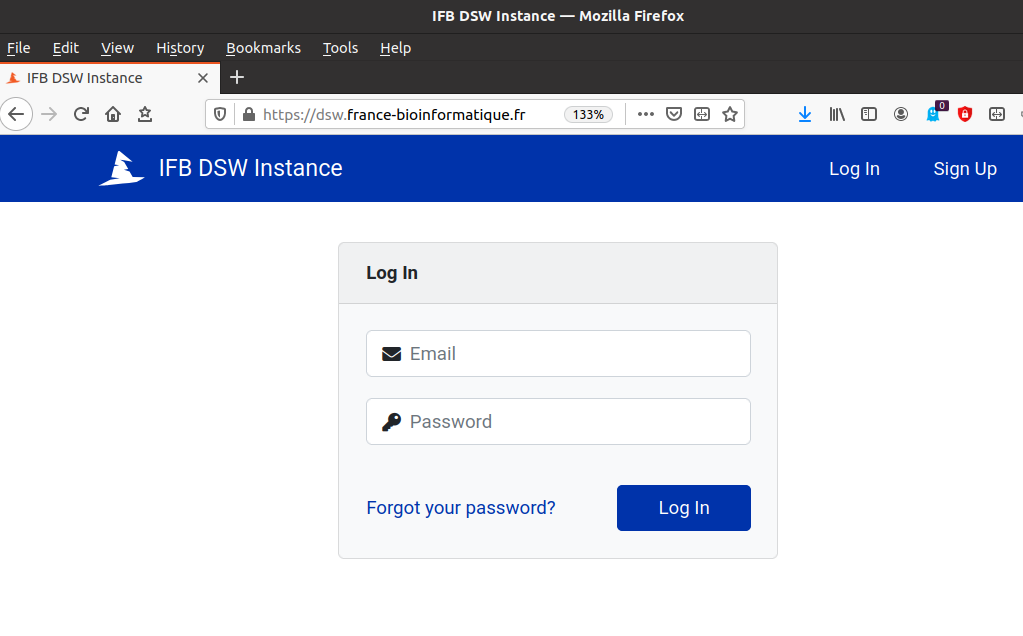 IFB DSW Instance — Mozilla Firefox
File Edit View History Bookmarks Tools Help
IFB DSW Instance
https://dsw.france-bioinformatique.fr 133% 0
IFB DSW Instance Log In Sign Up
Log In
Email
Password
Forgot your password? Log In